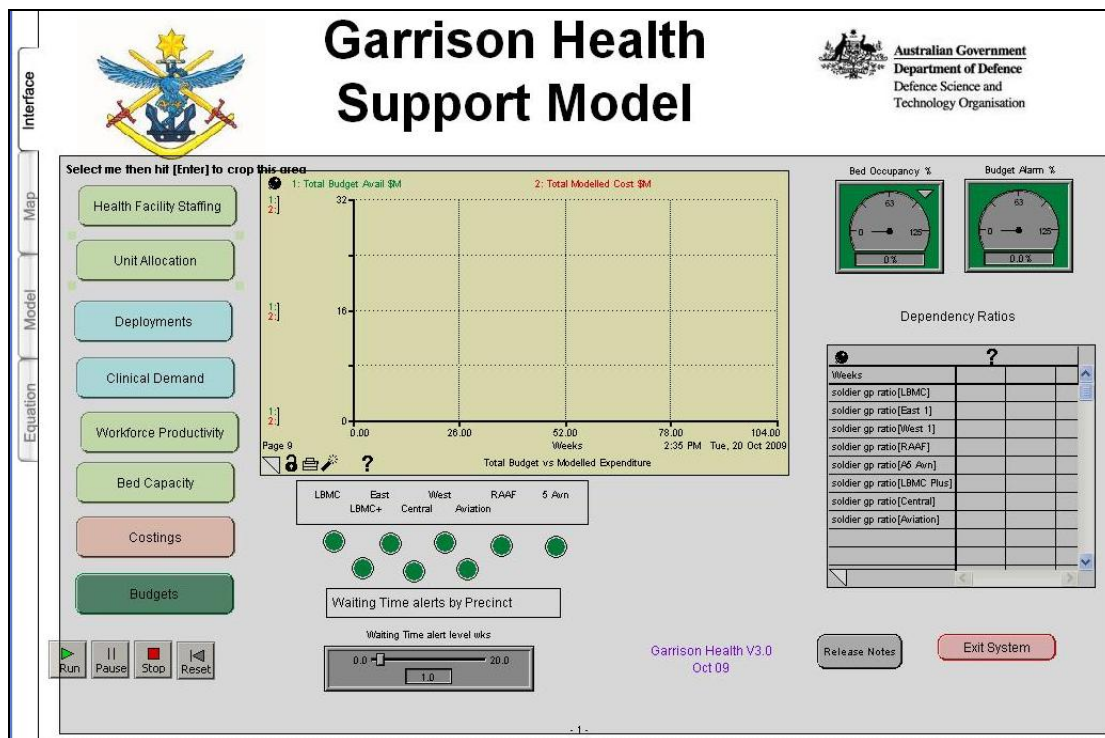 Garrison Health
Support Model
Australian Government
Department of Defence
Defence Science and
Technology Organisation
Interface
Map
Model
Equation
Select me then hit [Enter] to crop this area
Health Facility Staffing
Unit Allocation
Deployments
Clinical Demand
Workforce Productivity
Bed Capacity
Costings
Budgets
Run
Pause
Stop
Reset
1: Total Budget Avail $M
2: Total Modelled Cost $M
1:]
2:]
32
1:]
2:]
16
1:]
2:]
0
0.00 26.00 52.00 78.00 104.00
Page 9
Weeks
2:35 PM Tue, 20 Oct 2009
?
Total Budget vs Modelled Expenditure
LBMC East West RAAF 5 Avn
LBMC+ Central Aviation
Waiting Time alerts by Precinct
Waiting Time alert level wks
0.0 20.0
1.0
Bed Occupancy %
0 63 125
0%
Budget Alarm %
0 63 125
0.0%
Dependency Ratios
?
Weeks
soldier gp ratio[LBMC]
soldier gp ratio[East 1]
soldier gp ratio[West 1]
soldier gp ratio[RAAF]
soldier gp ratio[A5 Avn]
soldier gp ratio[LBMC Plus]
soldier gp ratio[Central]
soldier gp ratio[Aviation]
Garrison Health V3.0
Oct 09
Release Notes
Exit System
- 1 -